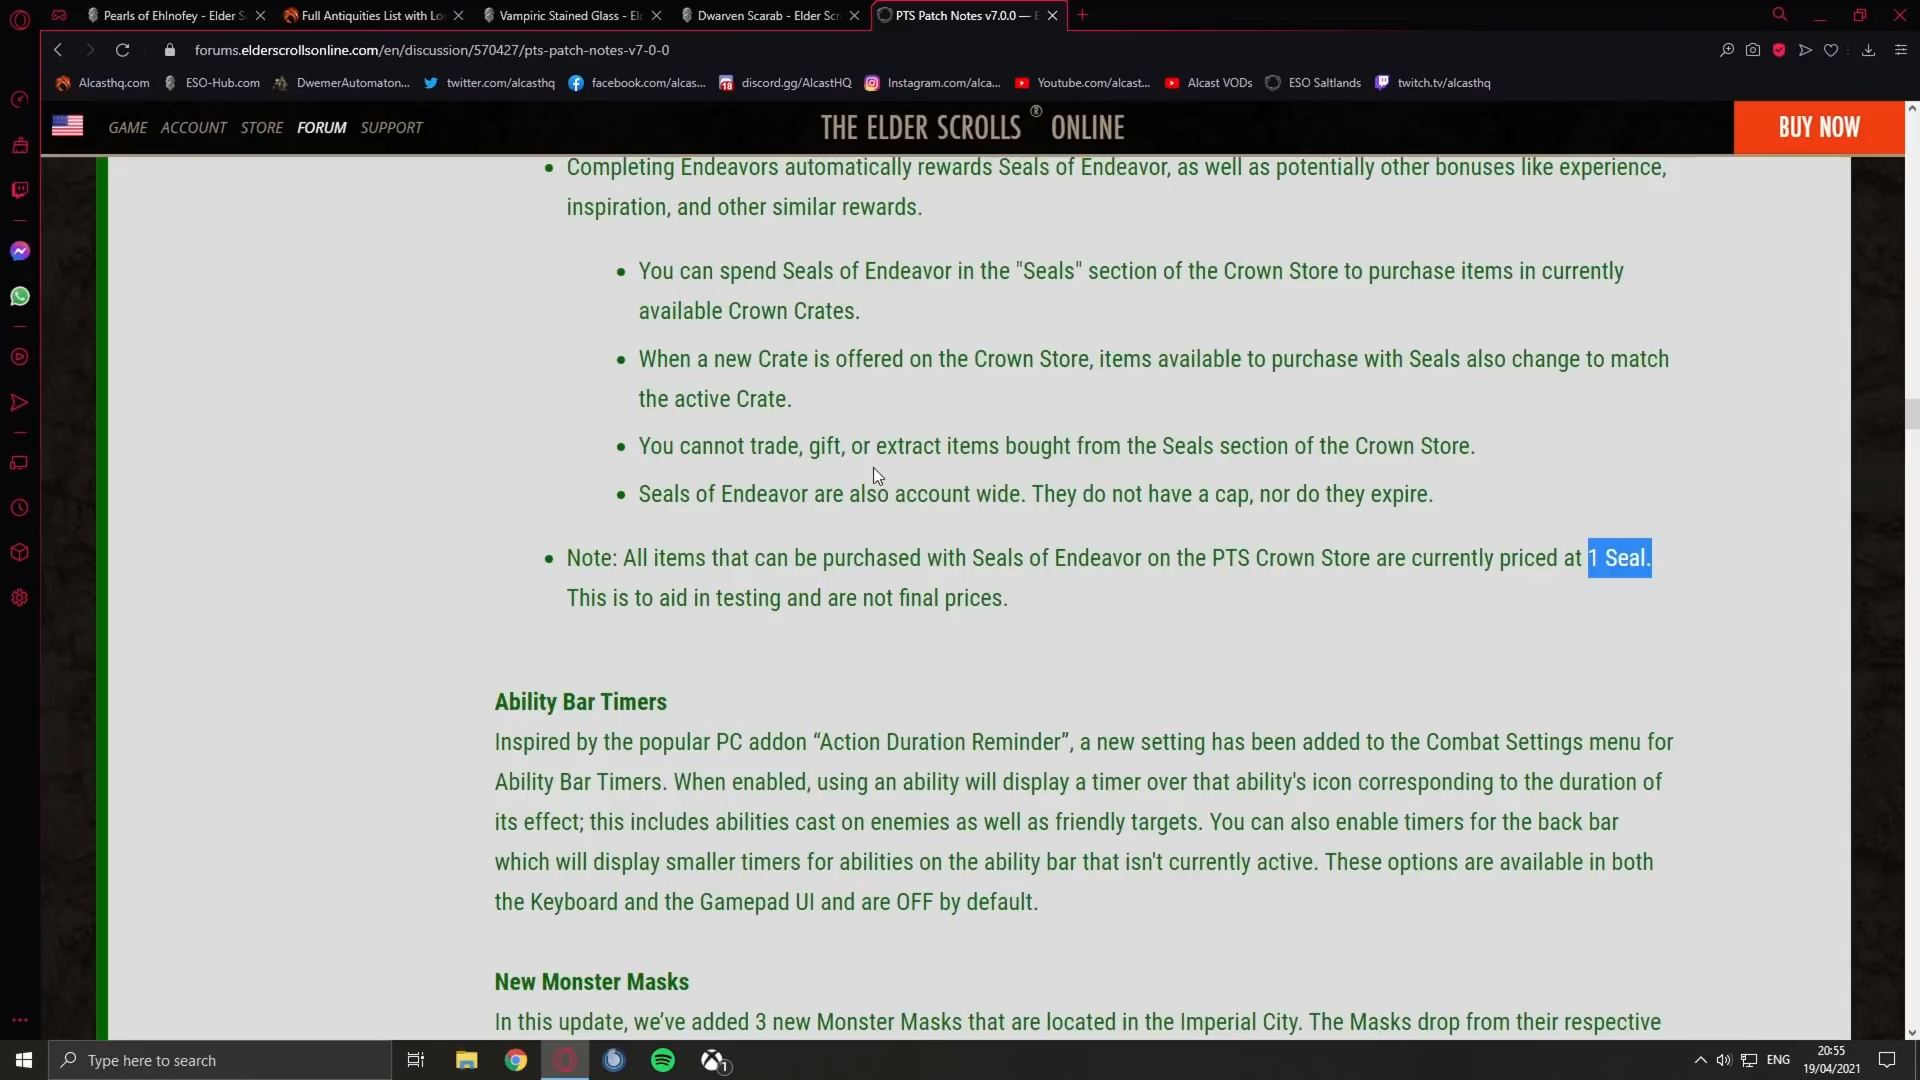 Pearls of Ehlnofey - Elder S
Full Antiquities List with Lo
Vampiric Stained Glass - El
Dwarven Scarab - Elder Scr
PTS Patch Notes v7.0.0 — E
forums.elderscrollsonline.com/en/discussion/570427/pts-patch-notes-v7-0-0
Alcasthq.com
ESO-Hub.com
DwemerAutomaton...
twitter.com/alcasthq
facebook.com/alcas...
18
discord.gg/AlcastHQ
Instagram.com/alca...
Youtube.com/alcast...
Alcast VODs
ESO Saltlands
twitch.tv/alcasthq
GAME ACCOUNT STORE FORUM SUPPORT
THE ELDER SCROLLS ® ONLINE
BUY NOW
Completing Endeavors automatically rewards Seals of Endeavor, as well as potentially other bonuses like experience,
inspiration, and other similar rewards.
You can spend Seals of Endeavor in the "Seals" section of the Crown Store to purchase items in currently
available Crown Crates.
When a new Crate is offered on the Crown Store, items available to purchase with Seals also change to match
the active Crate.
You cannot trade, gift, or extract items bought from the Seals section of the Crown Store.
Seals of Endeavor are also account wide. They do not have a cap, nor do they expire.
Note: All items that can be purchased with Seals of Endeavor on the PTS Crown Store are currently priced at 1 Seal.
This is to aid in testing and are not final prices.
Ability Bar Timers
Inspired by the popular PC addon “Action Duration Reminder”, a new setting has been added to the Combat Settings menu for
Ability Bar Timers. When enabled, using an ability will display a timer over that ability's icon corresponding to the duration of
its effect; this includes abilities cast on enemies as well as friendly targets. You can also enable timers for the back bar
which will display smaller timers for abilities on the ability bar that isn't currently active. These options are available in both
the Keyboard and the Gamepad UI and are OFF by default.
New Monster Masks
In this update, we’ve added 3 new Monster Masks that are located in the Imperial City. The Masks drop from their respective
Type here to search
1
ENG
20:55
19/04/2021